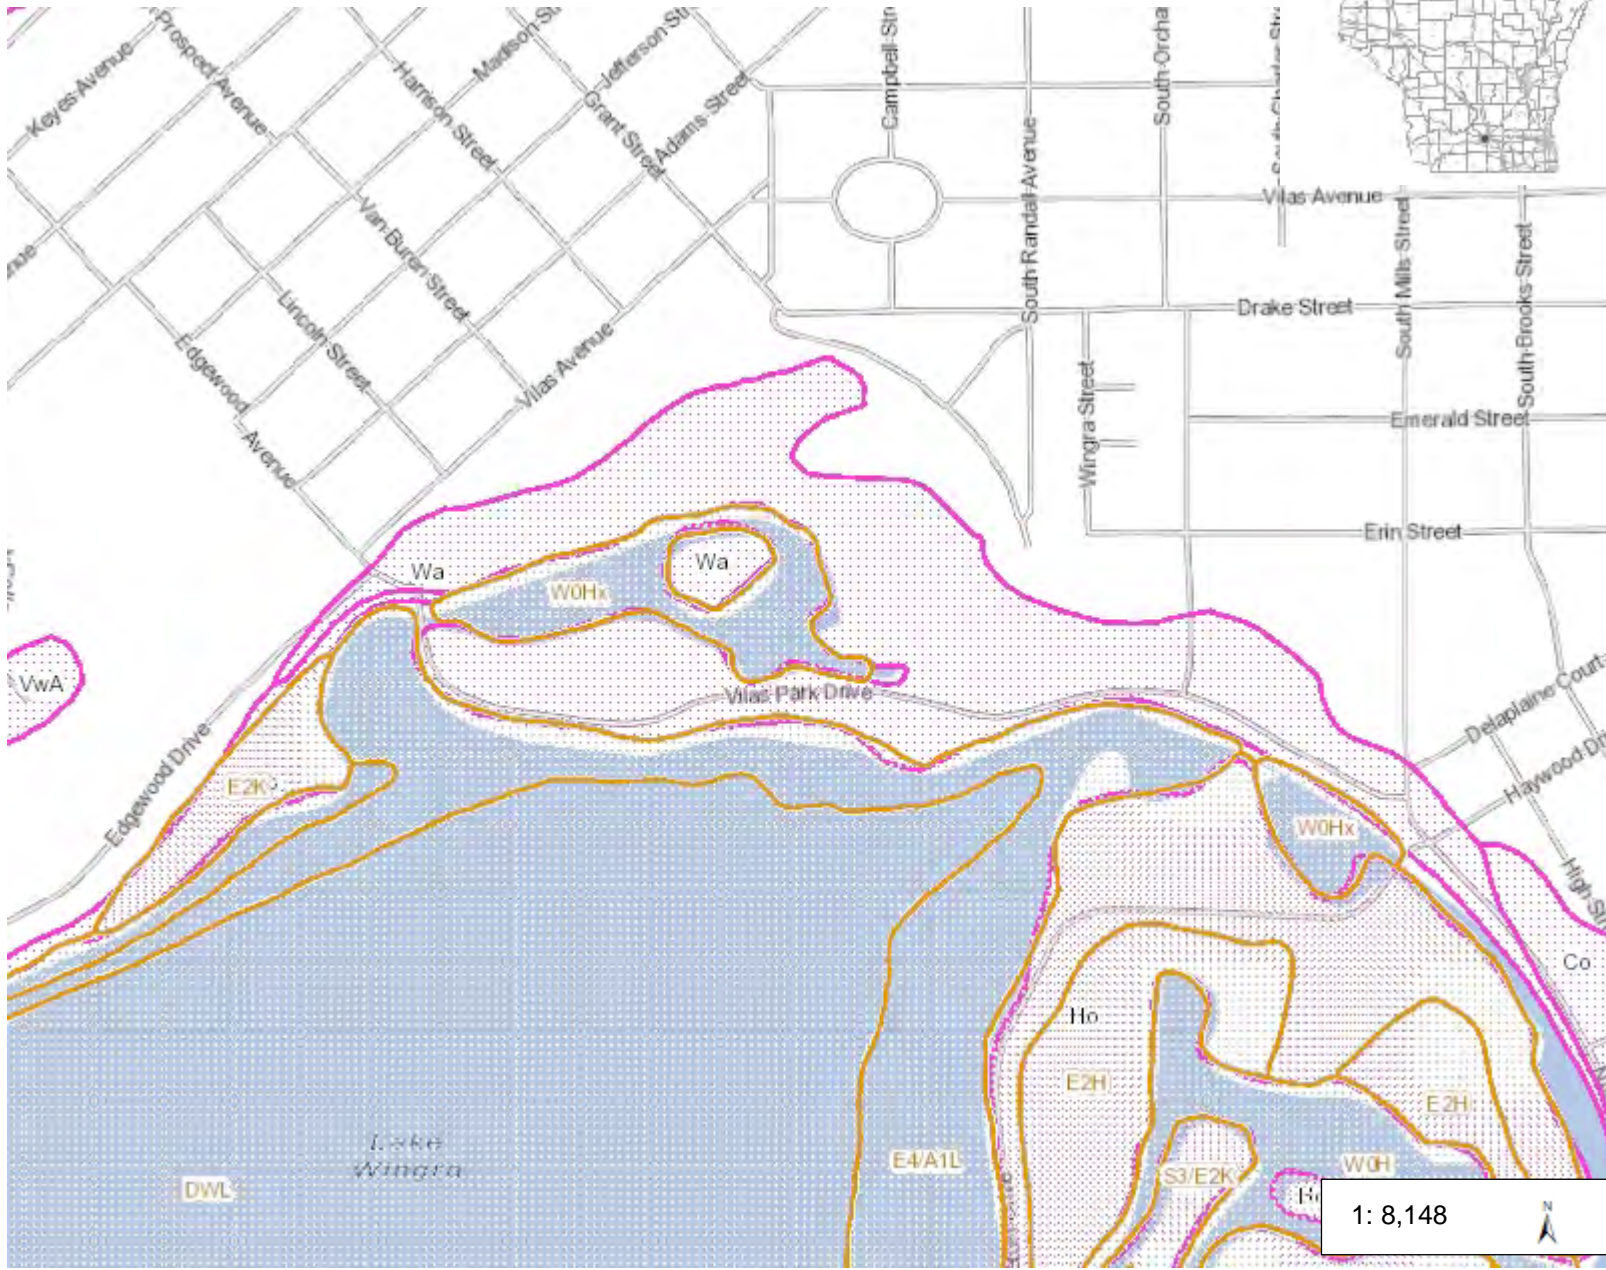 Keyes Avenue
Prospect Avenue
Harrison Street
Madison St
Jefferson St
Grant Street
Adams Street
Campbell Str
South Randall Avenue
South Orcha
Vilas Avenue
South Mills Street
South Brooks Street
Drake Street
Van Buren Street
Lincoln Street
Edgewood Avenue
Vilas Avenue
Wingra Street
Emerald Street
Erin Street
Wa
Wa
W0Hx
VwA
Vilas Park Drive
Delaplaine Court
Haywood Dri
Edgewood Drive
E2K
W0Hx
High St
Co
Ho
E2H
E2H
Lake
Wingra
E4/A1L
S3/E2K
W0H
DWL
1: 8,148
N